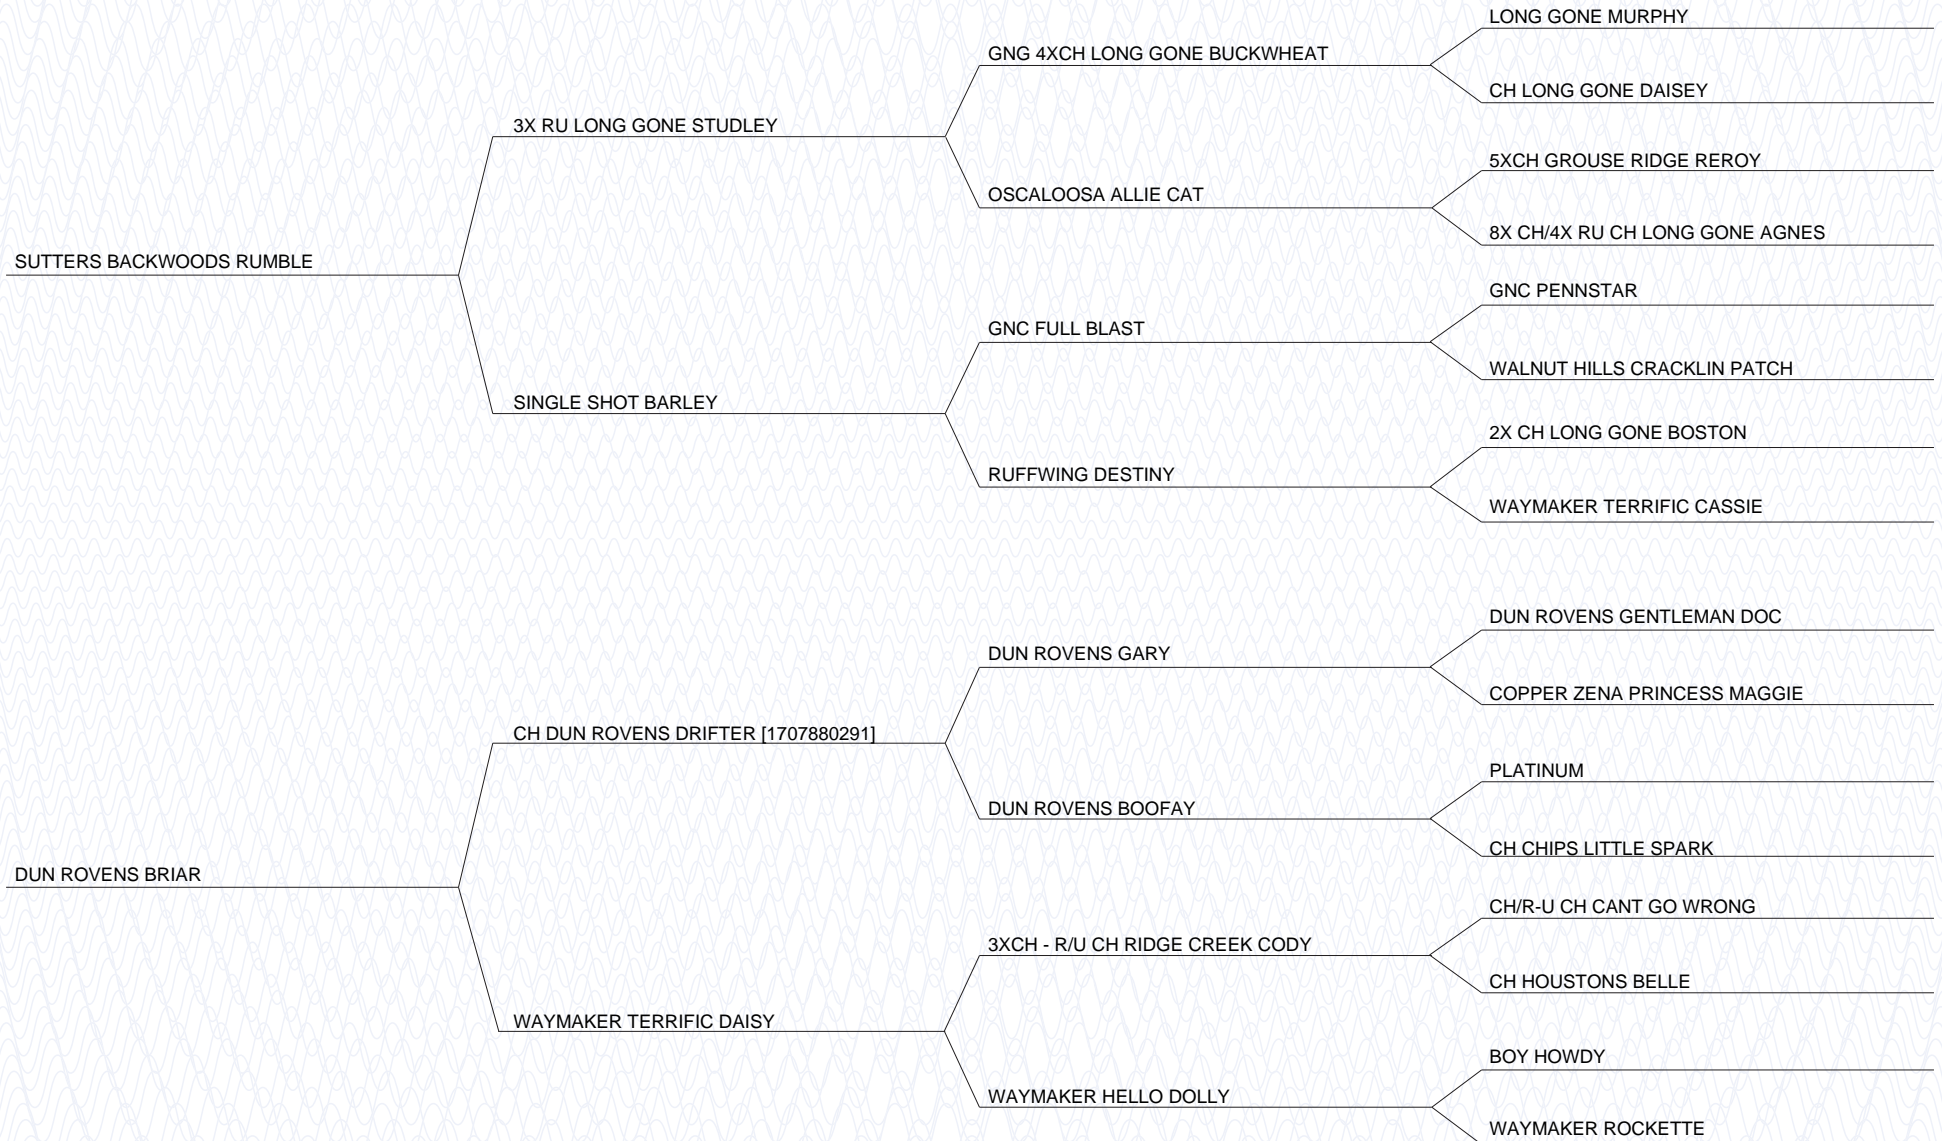 LONG GONE MURPHY
GNG 4XCH LONG GONE BUCKWHEAT
CH LONG GONE DAISEY
3X RU LONG GONE STUDLEY
5XCH GROUSE RIDGE REROY
OSCALOOSA ALLIE CAT
8X CH/4X RU CH LONG GONE AGNES
SUTTERS BACKWOODS RUMBLE
GNC PENNSTAR
GNC FULL BLAST
WALNUT HILLS CRACKLIN PATCH
SINGLE SHOT BARLEY
2X CH LONG GONE BOSTON
RUFFWING DESTINY
WAYMAKER TERRIFIC CASSIE
DUN ROVENS GENTLEMAN DOC
DUN ROVENS GARY
COPPER ZENA PRINCESS MAGGIE
CH DUN ROVENS DRIFTER [1707880291]
PLATINUM
DUN ROVENS BOOFAY
CH CHIPS LITTLE SPARK
DUN ROVENS BRIAR
CH/R-U CH CANT GO WRONG
3XCH - R/U CH RIDGE CREEK CODY
CH HOUSTONS BELLE
WAYMAKER TERRIFIC DAISY
BOY HOWDY
WAYMAKER HELLO DOLLY
WAYMAKER ROCKETTE